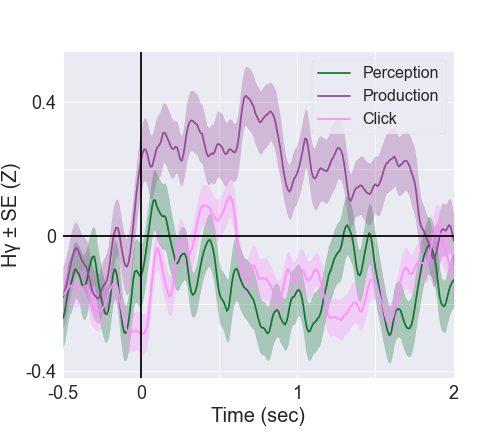 Perception
Production
Click
Hγ ± SE (Z)
0.4
0
-0.4
-0.5
0
1
2
Time (sec)